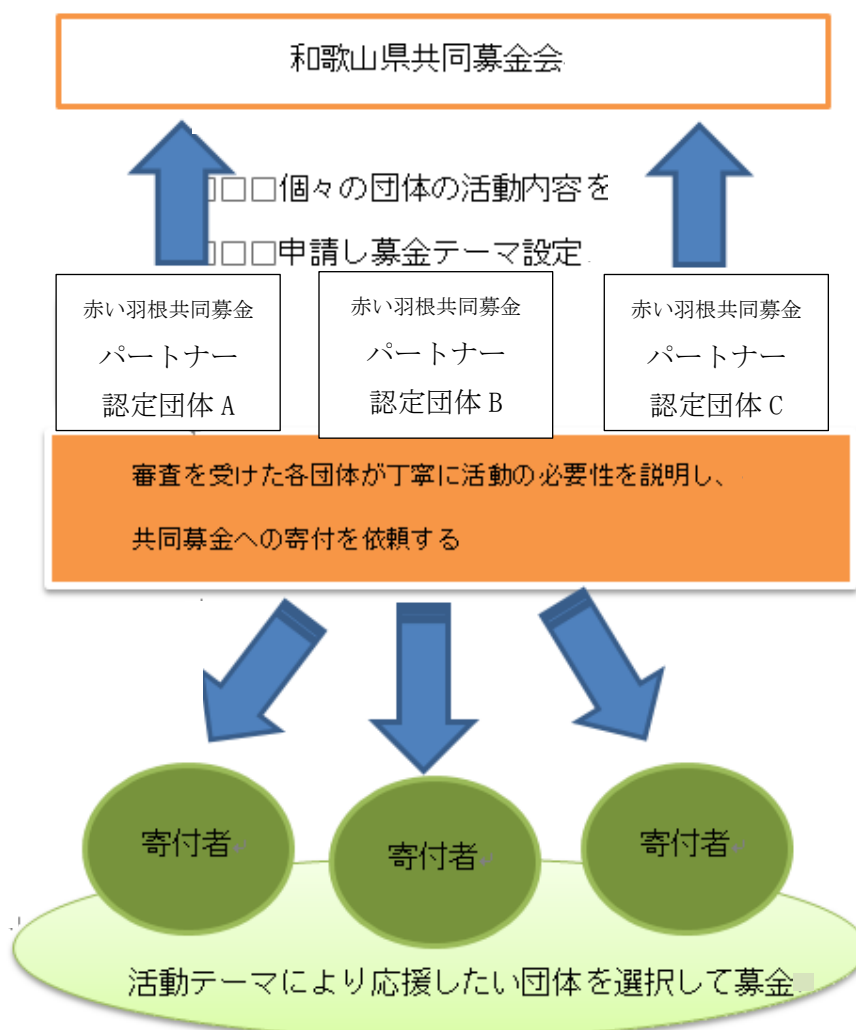 和歌山県共同募金会
□□□個々の団体の活動内容を
□□□申請し募金テーマ設定
赤い羽根共同募金
パートナー
認定団体 A
赤い羽根共同募金
パートナー
認定団体 B
赤い羽根共同募金
パートナー
認定団体 C
審査を受けた各団体が丁寧に活動の必要性を説明し、
共同募金への寄付を依頼する
寄付者
寄付者
寄付者
活動テーマにより応援したい団体を選択して募金